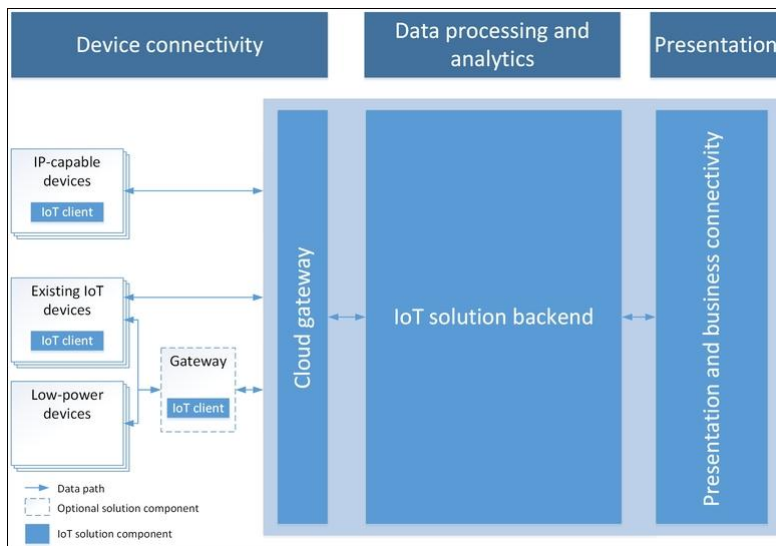 Device connectivity
Data processing and
analytics
Presentation
IP-capable
devices
IoT client
Existing IoT
devices
IoT client
Low-power
devices
Gateway
IoT client
Cloud gateway
IoT solution backend
Presentation and business connectivity
Data path
Optional solution component
IoT solution component